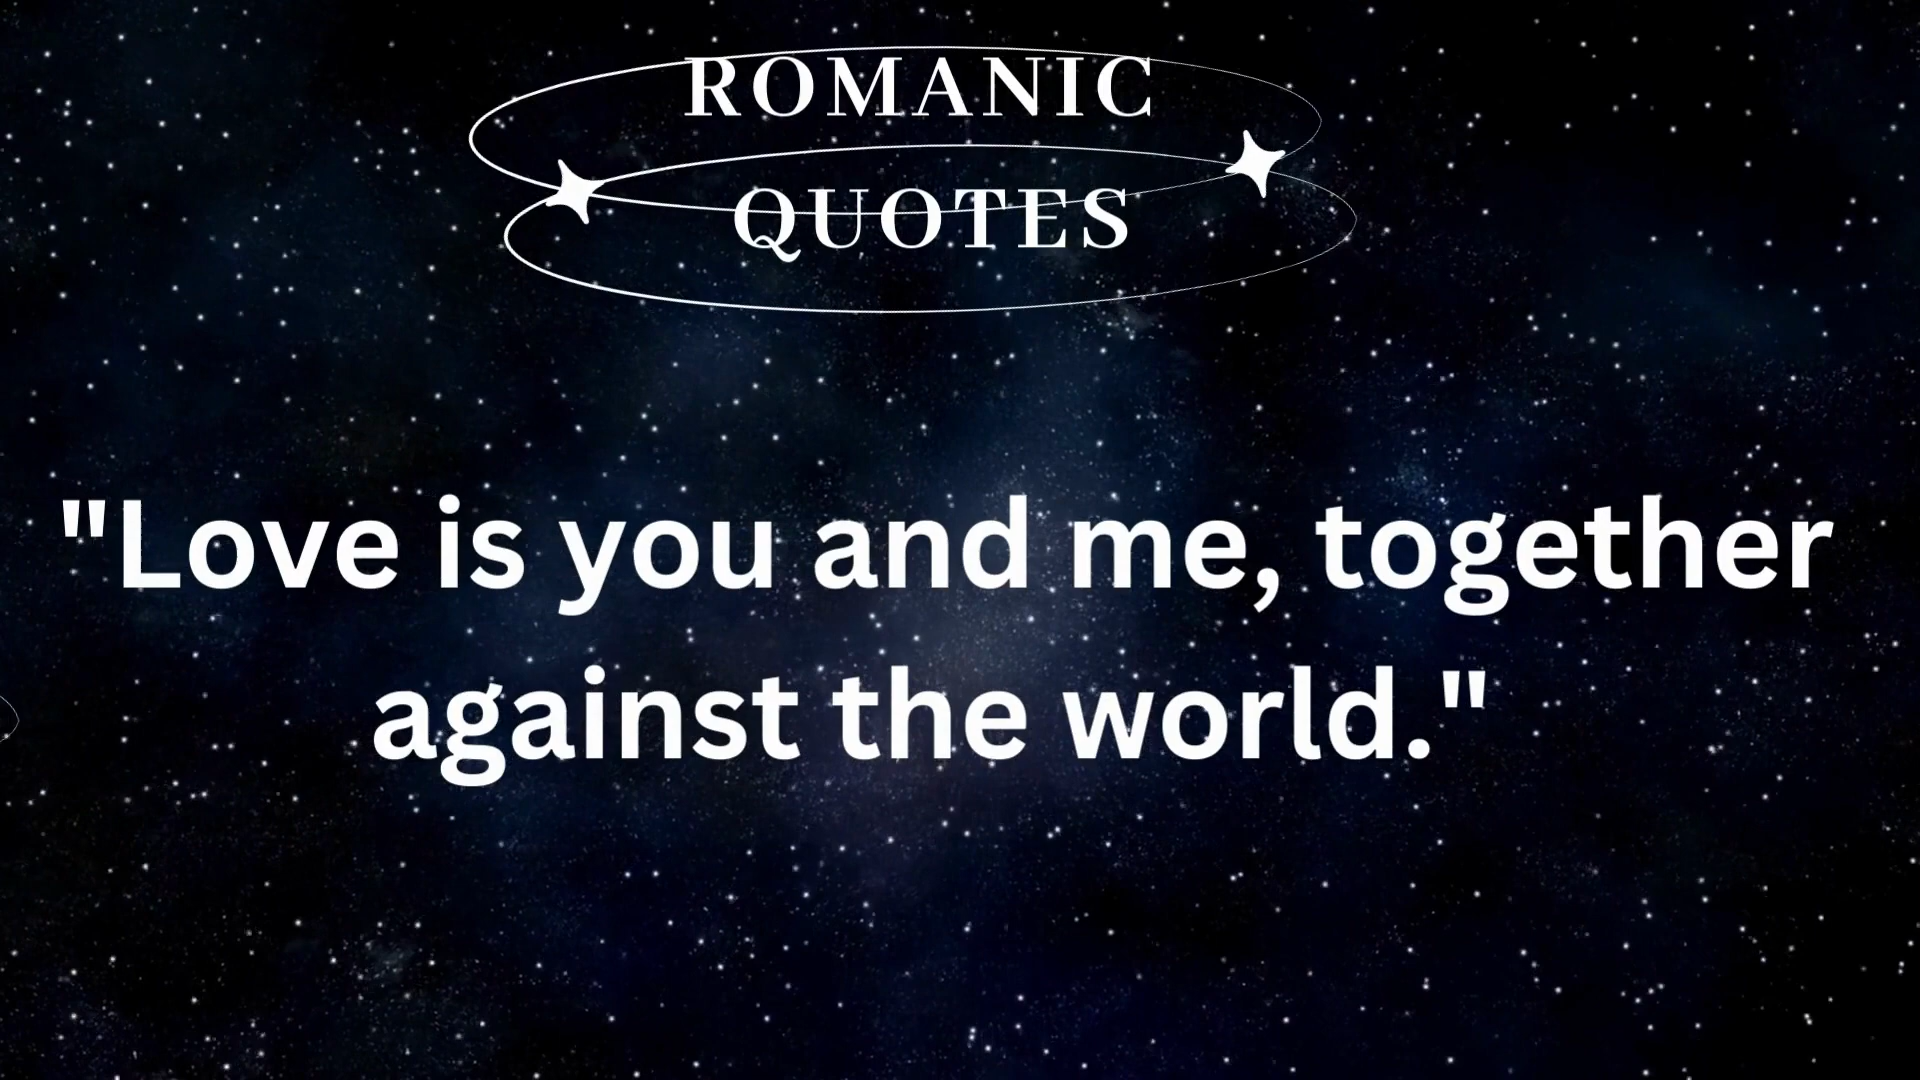 ROMANIC
QUOTES
"Love is you and me, together
against the world."